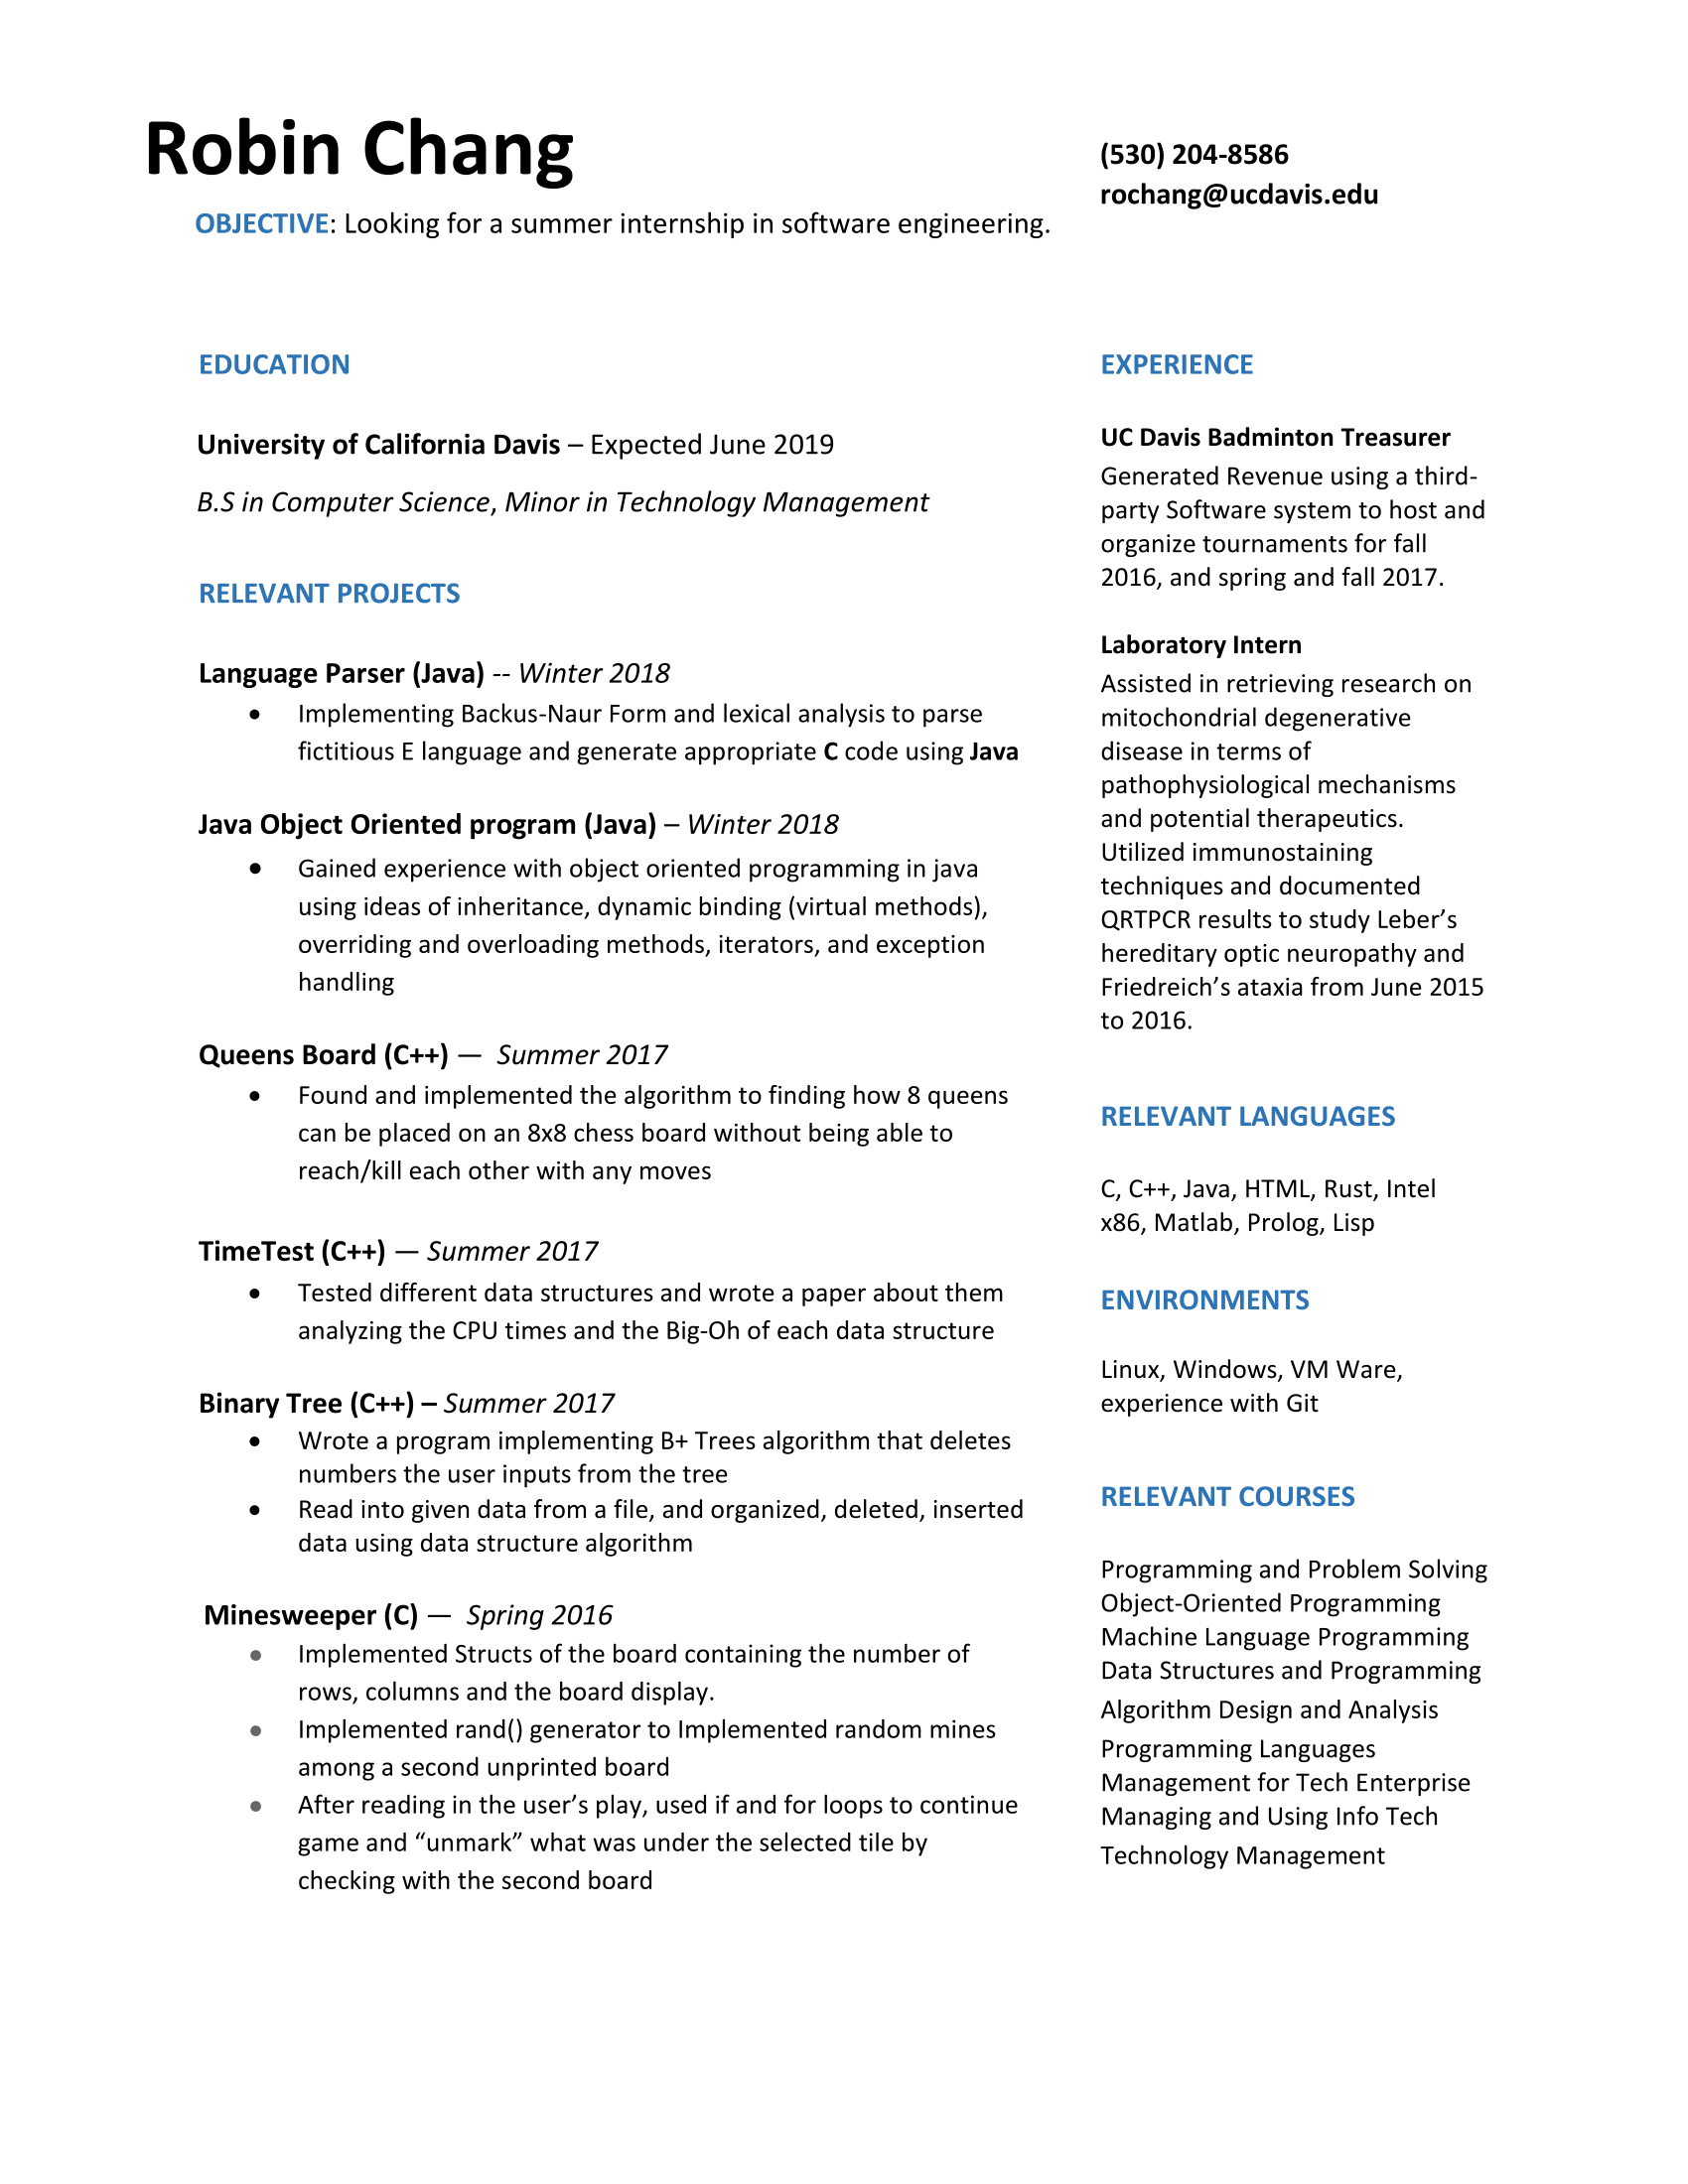 Robin Chang
OBJECTIVE: Looking for a summer internship in software engineering.
(530) 204-8586
rochang@ucdavis.edu
EDUCATION
University of California Davis – Expected June 2019
B.S in Computer Science, Minor in Technology Management
RELEVANT PROJECTS
Language Parser (Java) -- Winter 2018
• Implementing Backus-Naur Form and lexical analysis to parse
fictitious E language and generate appropriate C code using Java
Java Object Oriented program (Java) – Winter 2018
• Gained experience with object oriented programming in java
using ideas of inheritance, dynamic binding (virtual methods),
overriding and overloading methods, iterators, and exception
handling
Queens Board (C++) — Summer 2017
• Found and implemented the algorithm to finding how 8 queens
can be placed on an 8x8 chess board without being able to
reach/kill each other with any moves
TimeTest (C++) — Summer 2017
• Tested different data structures and wrote a paper about them
analyzing the CPU times and the Big-Oh of each data structure
Binary Tree (C++) – Summer 2017
• Wrote a program implementing B+ Trees algorithm that deletes
numbers the user inputs from the tree
• Read into given data from a file, and organized, deleted, inserted
data using data structure algorithm
Minesweeper (C) — Spring 2016
• Implemented Structs of the board containing the number of
rows, columns and the board display.
• Implemented rand() generator to Implemented random mines
among a second unprinted board
• After reading in the user’s play, used if and for loops to continue
game and “unmark” what was under the selected tile by
checking with the second board
EXPERIENCE
UC Davis Badminton Treasurer
Generated Revenue using a third-
party Software system to host and
organize tournaments for fall
2016, and spring and fall 2017.
Laboratory Intern
Assisted in retrieving research on
mitochondrial degenerative
disease in terms of
pathophysiological mechanisms
and potential therapeutics.
Utilized immunostaining
techniques and documented
QRTPCR results to study Leber’s
hereditary optic neuropathy and
Friedreich’s ataxia from June 2015
to 2016.
RELEVANT LANGUAGES
C, C++, Java, HTML, Rust, Intel
x86, Matlab, Prolog, Lisp
ENVIRONMENTS
Linux, Windows, VM Ware,
experience with Git
RELEVANT COURSES
Programming and Problem Solving
Object-Oriented Programming
Machine Language Programming
Data Structures and Programming
Algorithm Design and Analysis
Programming Languages
Management for Tech Enterprise
Managing and Using Info Tech
Technology Management